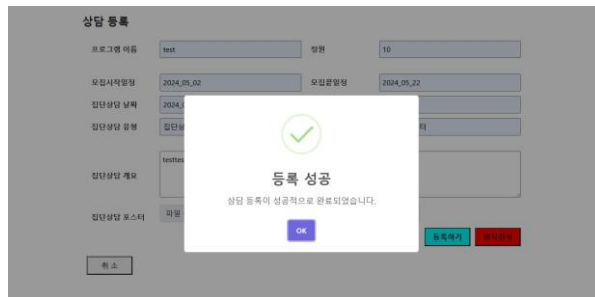 상담 등록
프로그램 이름 test 정원 10
모집시작일정 2024_05_02 모집끝일정 2024_05_22
집단상담 날짜 2024_
집단상담 유형 집단상 터
집단상담 개요 testtes
등록 성공
상담 등록이 성공적으로 완료되었습니다.
집단상담 포스터 파일
OK
등록하기
취 소